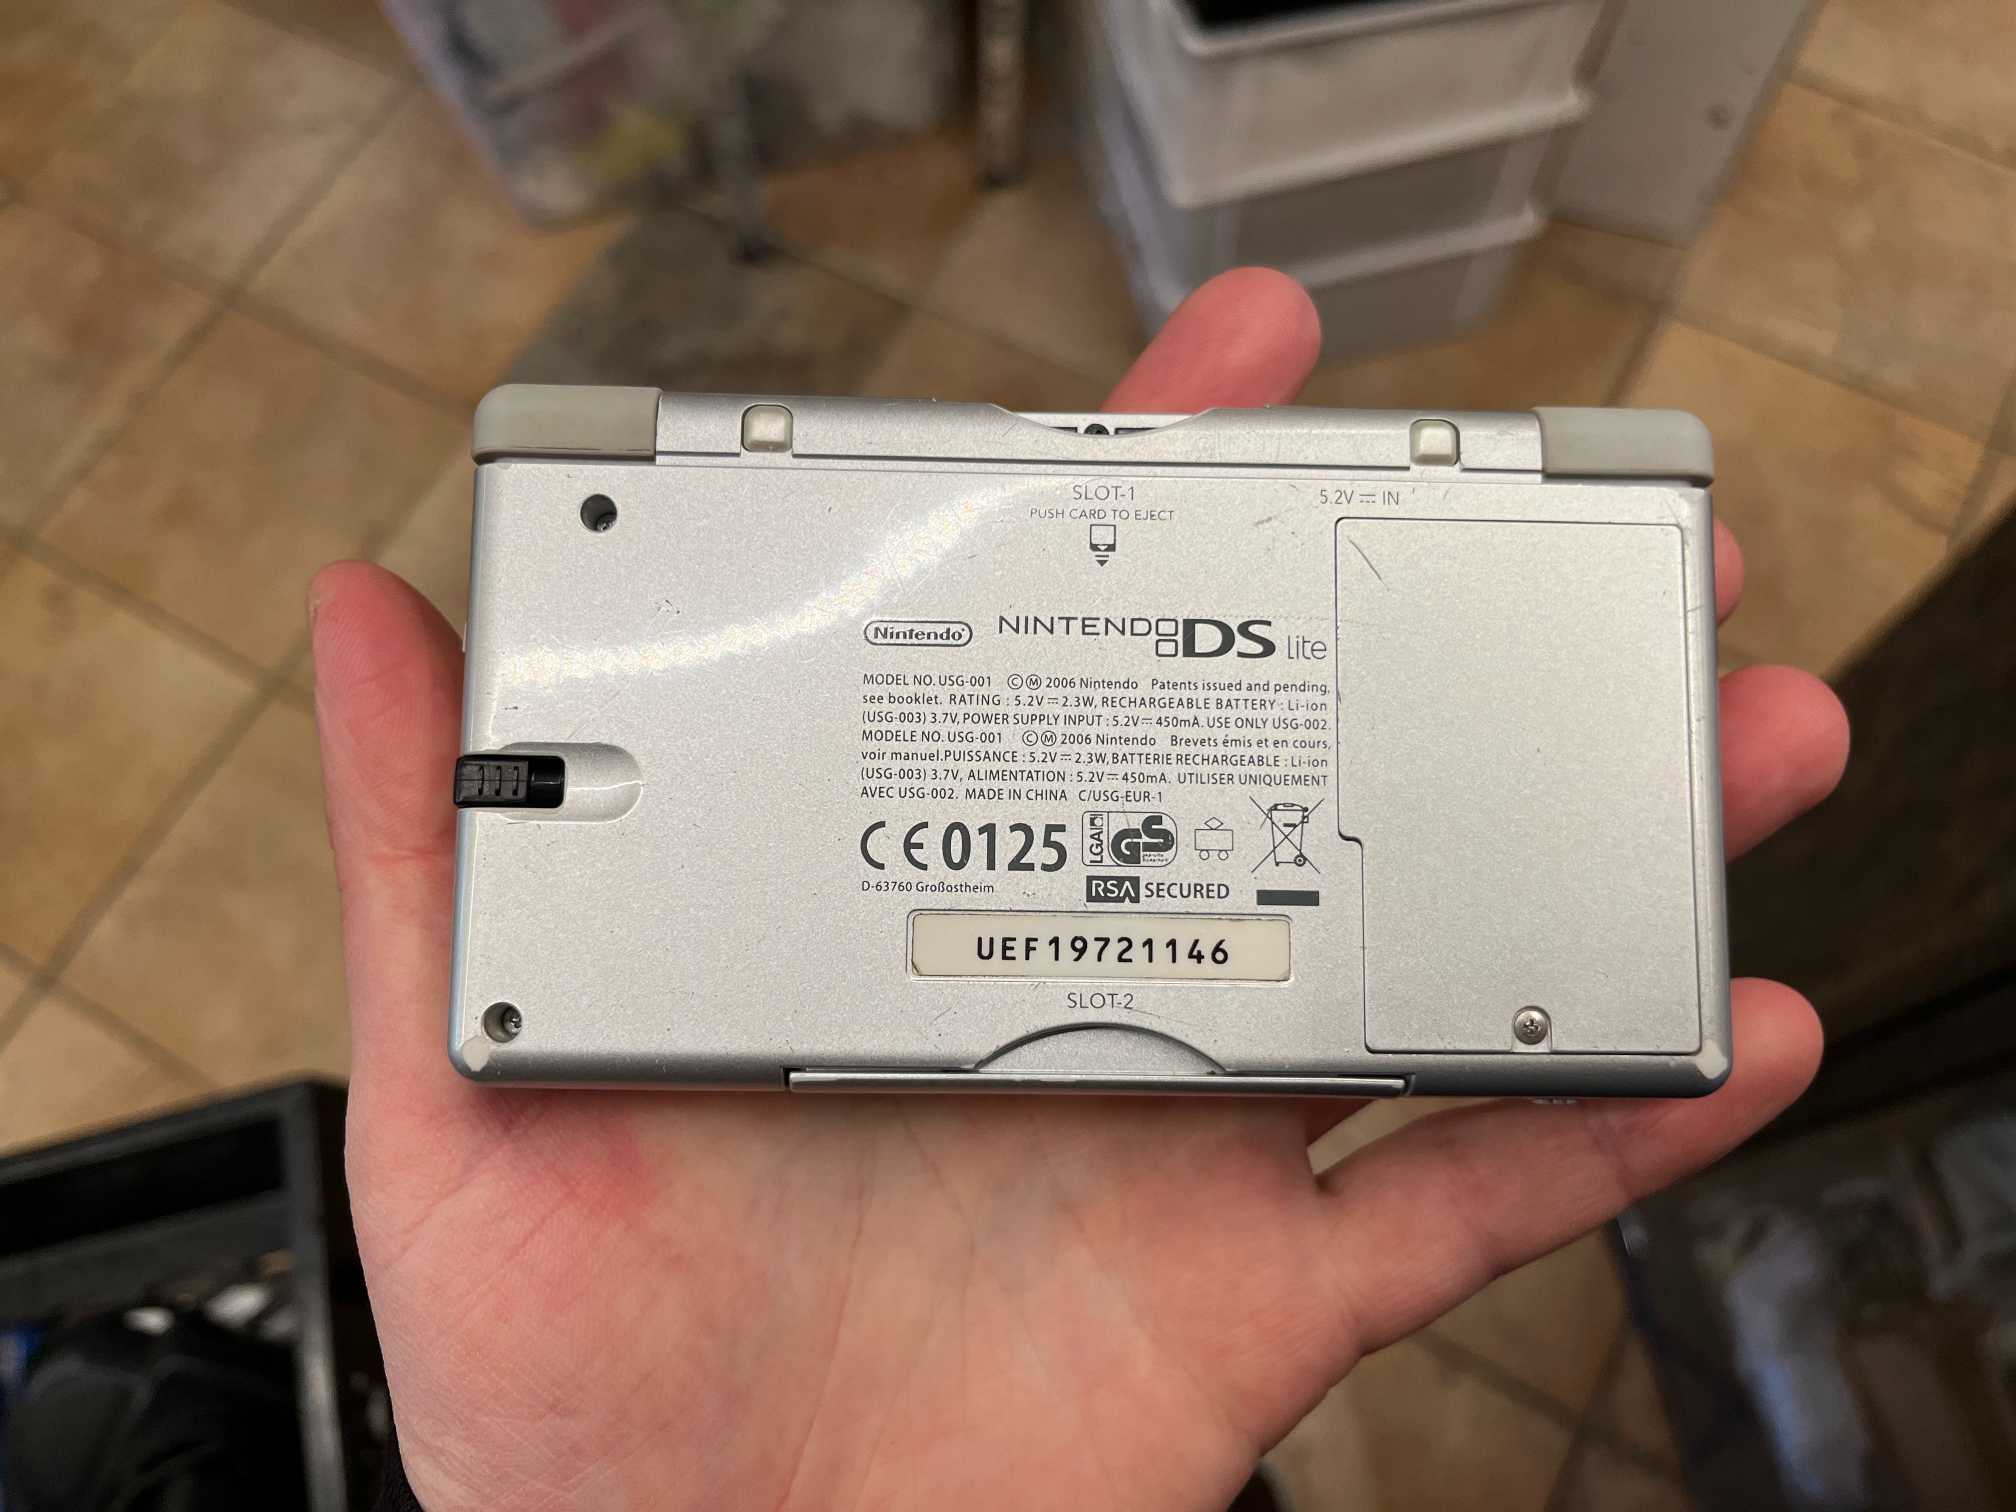 SLOT-1
5.2V ⎓ IN
PUSH CARD TO EJECT
Nintendo
NINTENDO DS lite
MODEL NO. USG-001 ⒸⓂ 2006 Nintendo Patents issued and pending,
see booklet. RATING : 5.2V ⎓ 2.3W, RECHARGEABLE BATTERY : Li-ion
(USG-003) 3.7V, POWER SUPPLY INPUT : 5.2V ⎓ 450mA. USE ONLY USG-002.
MODELE NO. USG-001 ⒸⓂ 2006 Nintendo Brevets émis et en cours,
voir manuel.PUISSANCE : 5.2V ⎓ 2.3W, BATTERIE RECHARGEABLE : Li-ion
(USG-003) 3.7V, ALIMENTATION : 5.2V ⎓ 450mA. UTILISER UNIQUEMENT
AVEC USG-002. MADE IN CHINA C/USG-EUR-1
CE0125 LGA GS
D-63760 Großostheim
RSA SECURED
UEF19721146
SLOT-2